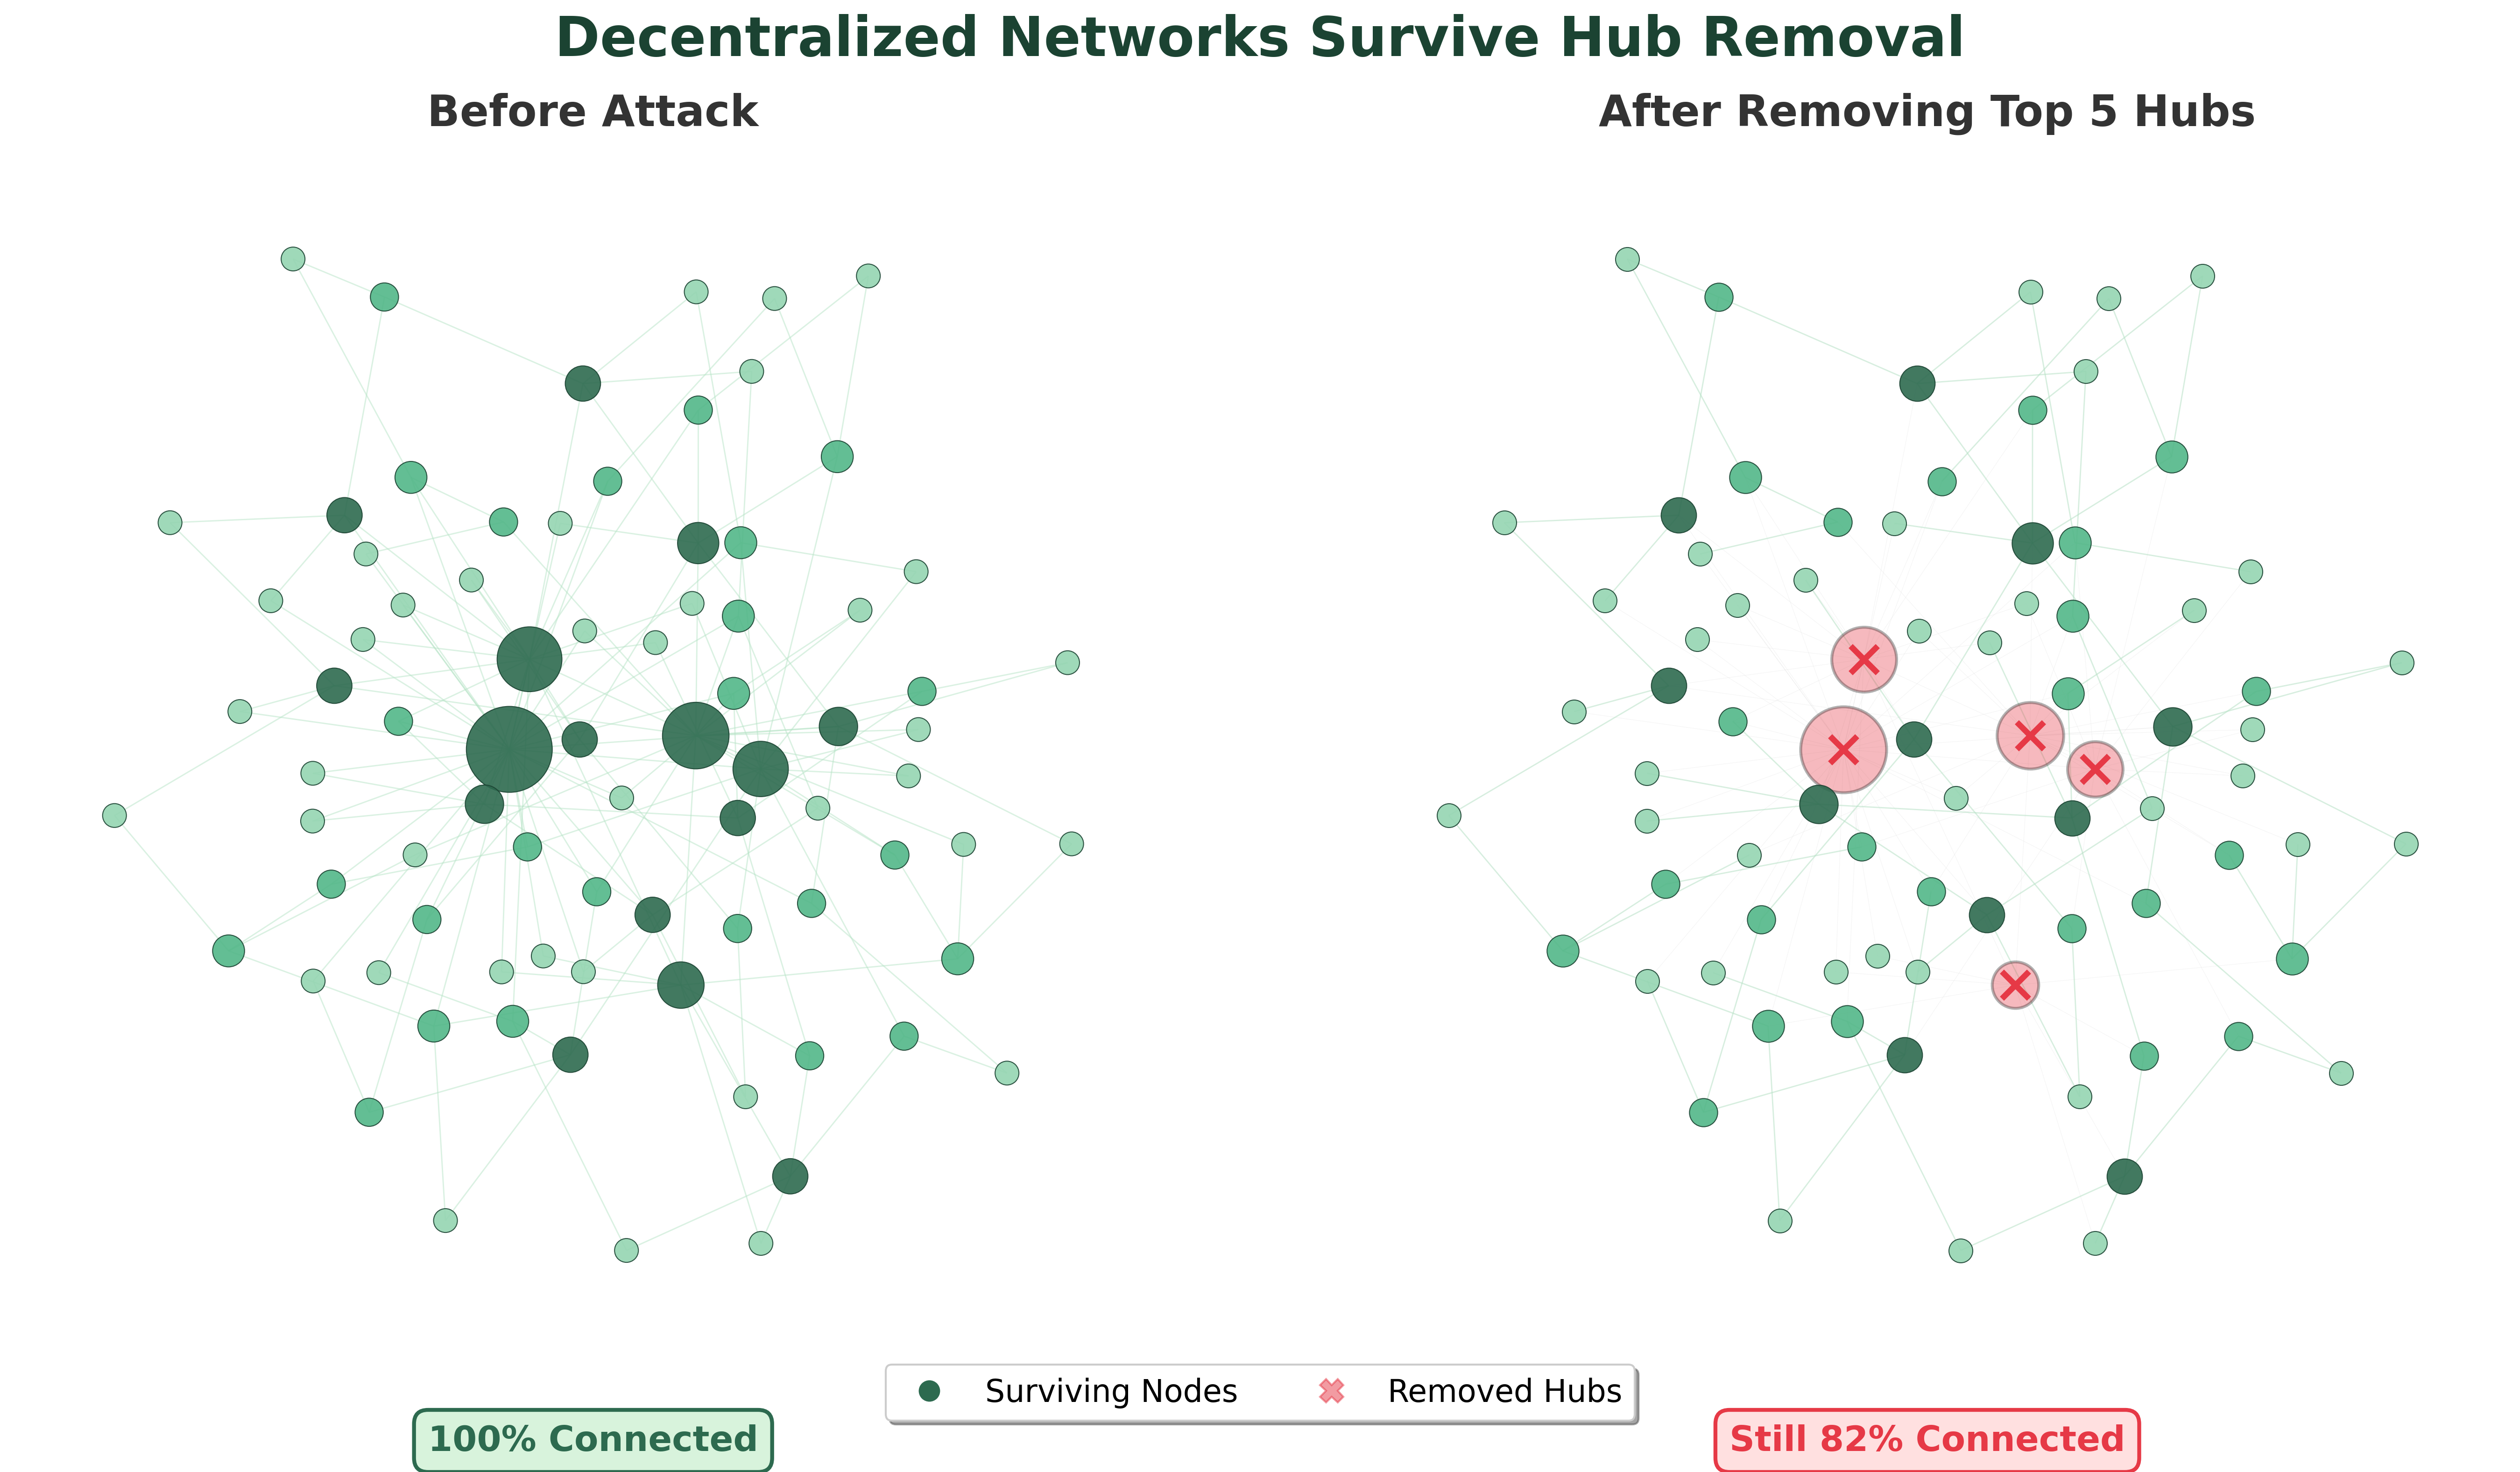 Decentralized Networks Survive Hub Removal
Before Attack
After Removing Top 5 Hubs
Surviving Nodes
Removed Hubs
100% Connected
Still 82% Connected